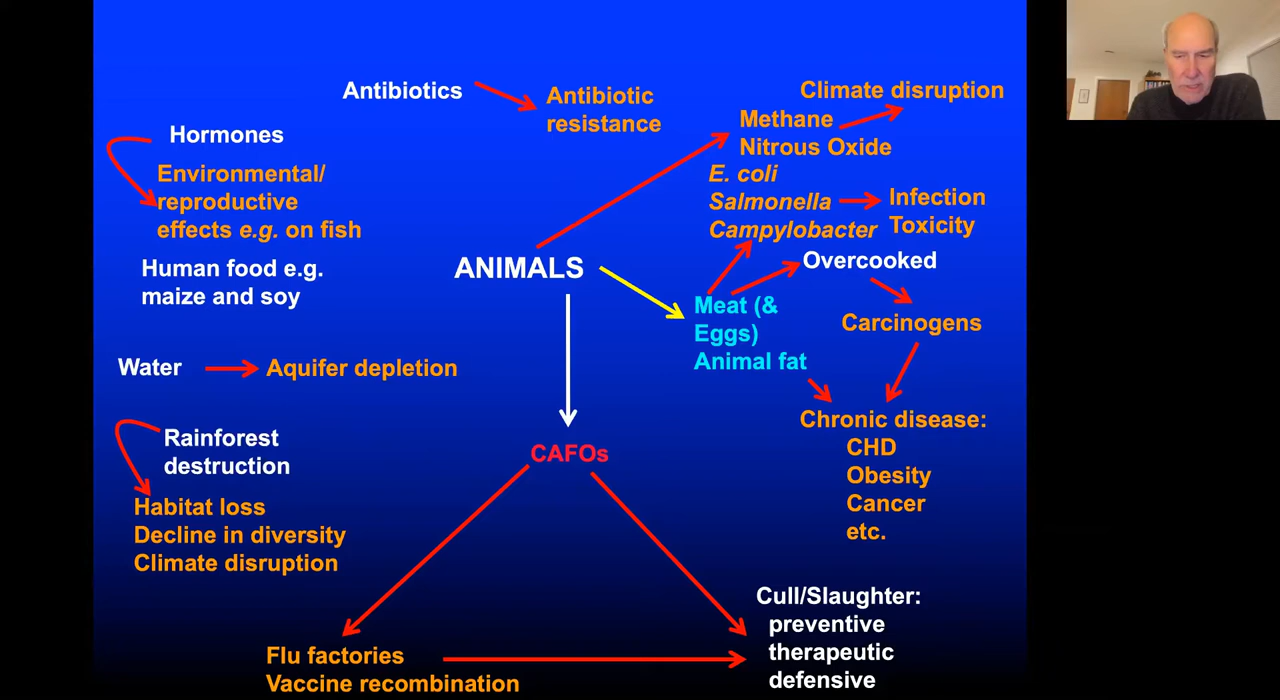 Antibiotics
Antibiotic
resistance
Climate disruption
Methane
Nitrous Oxide
Hormones
Environmental/
reproductive
effects e.g. on fish
E. coli
Salmonella
Campylobacter
Infection
Toxicity
Human food e.g.
maize and soy
ANIMALS
Overcooked
Meat (&
Eggs)
Animal fat
Carcinogens
Water
Aquifer depletion
Chronic disease:
CHD
Obesity
Cancer
etc.
Rainforest
destruction
CAFOs
Habitat loss
Decline in diversity
Climate disruption
Cull/Slaughter:
preventive
therapeutic
defensive
Flu factories
Vaccine recombination